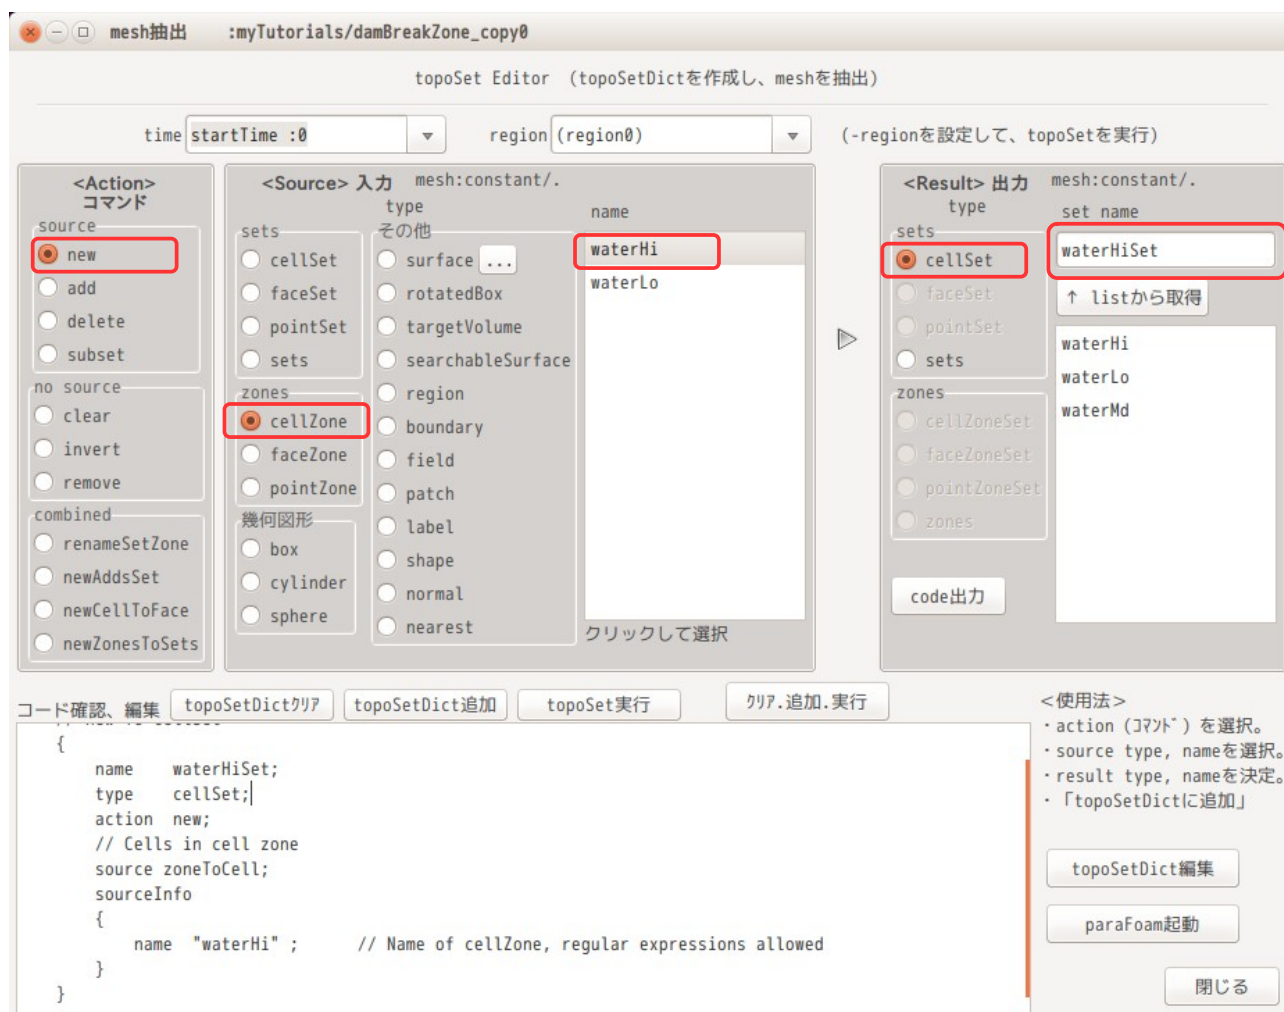 mesh抽出 :myTutorials/damBreakZone_copy0
topoSet Editor (topoSetDictを作成し、meshを抽出)
time startTime :0 region (region0) (-regionを設定して、topoSetを実行)
<Action>
コマンド
source
new
add
delete
subset
no source
clear
invert
remove
combined
renameSetZone
newAddsSet
newCellToFace
newZonesToSets
<Source> 入力 mesh:constant/.
type
name
sets
cellSet
faceSet
pointSet
sets
zones
cellZone
faceZone
pointZone
幾何図形
box
cylinder
sphere
その他
surface ...
rotatedBox
targetVolume
searchableSurface
region
boundary
field
patch
label
shape
normal
nearest
waterHi
waterLo
クリックして選択
<Result> 出力 mesh:constant/.
type
set name
sets
cellSet
faceSet
pointSet
sets
zones
cellZoneSet
faceZoneSet
pointZoneSet
zones
code出力
waterHiSet
↑ listから取得
waterHi
waterLo
waterMd
コード確認、編集 topoSetDictｸﾘｱ topoSetDict追加 topoSet実行 ｸﾘｱ.追加.実行
{
name waterHiSet;
type cellSet;
action new;
// Cells in cell zone
source zoneToCell;
sourceInfo
{
name "waterHi" ; // Name of cellZone, regular expressions allowed
}
}
<使用法>
・action (ｺﾏﾝﾄﾞ) を選択。
・source type, nameを選択。
・result type, nameを決定。
・「topoSetDictに追加」
topoSetDict編集
paraFoam起動
閉じる